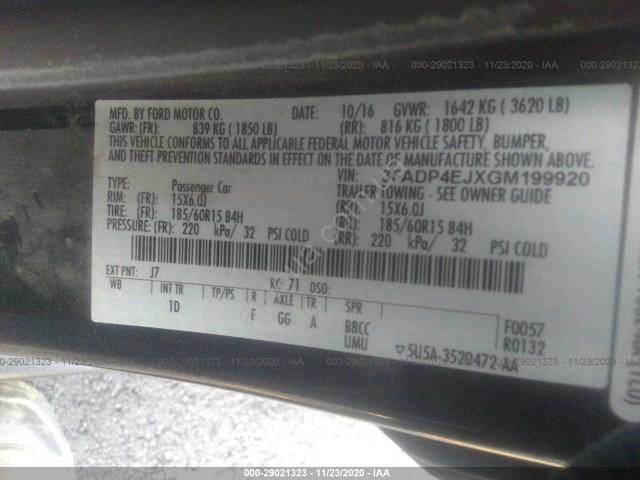 000-29021323 - 11/23/2020 - IAA
MFD. BY FORD MOTOR CO. DATE: 10/16 GVWR: 1642 KG ( 3620 LB)
GAWR: (FR): 839 KG ( 1850 LB) (RR): 816 KG ( 1800 LB)
THIS VEHICLE CONFORMS TO ALL APPLICABLE FEDERAL MOTOR VEHICLE SAFETY, BUMPER,
AND THEFT PREVENTION STANDARDS IN EFFECT ON THE DATE OF MANUFACTURE SHOWN ABOVE.
VIN: 3FADP4EJXGM199920
TYPE: Passenger Car TRAILER TOWING - SEE OWNER GUIDE
RIM: (FR): 15X6.0J (RR): 15X6.0J
TIRE: (FR): 185/60R15 84H (RR): 185/60R15 84H
PRESSURE: (FR): 220 kPa/ 32 PSI COLD (RR): 220 kPa/ 32 PSI COLD
EXT PNT: J7 RC: 71 DSO:
WB INT TR TP/PS R AXLE TR SPR
1D F GG A BBCC F0057
UMU R0132
▽5U5A-3520472-AA
000-29021323 - 11/23/2020 - IAA